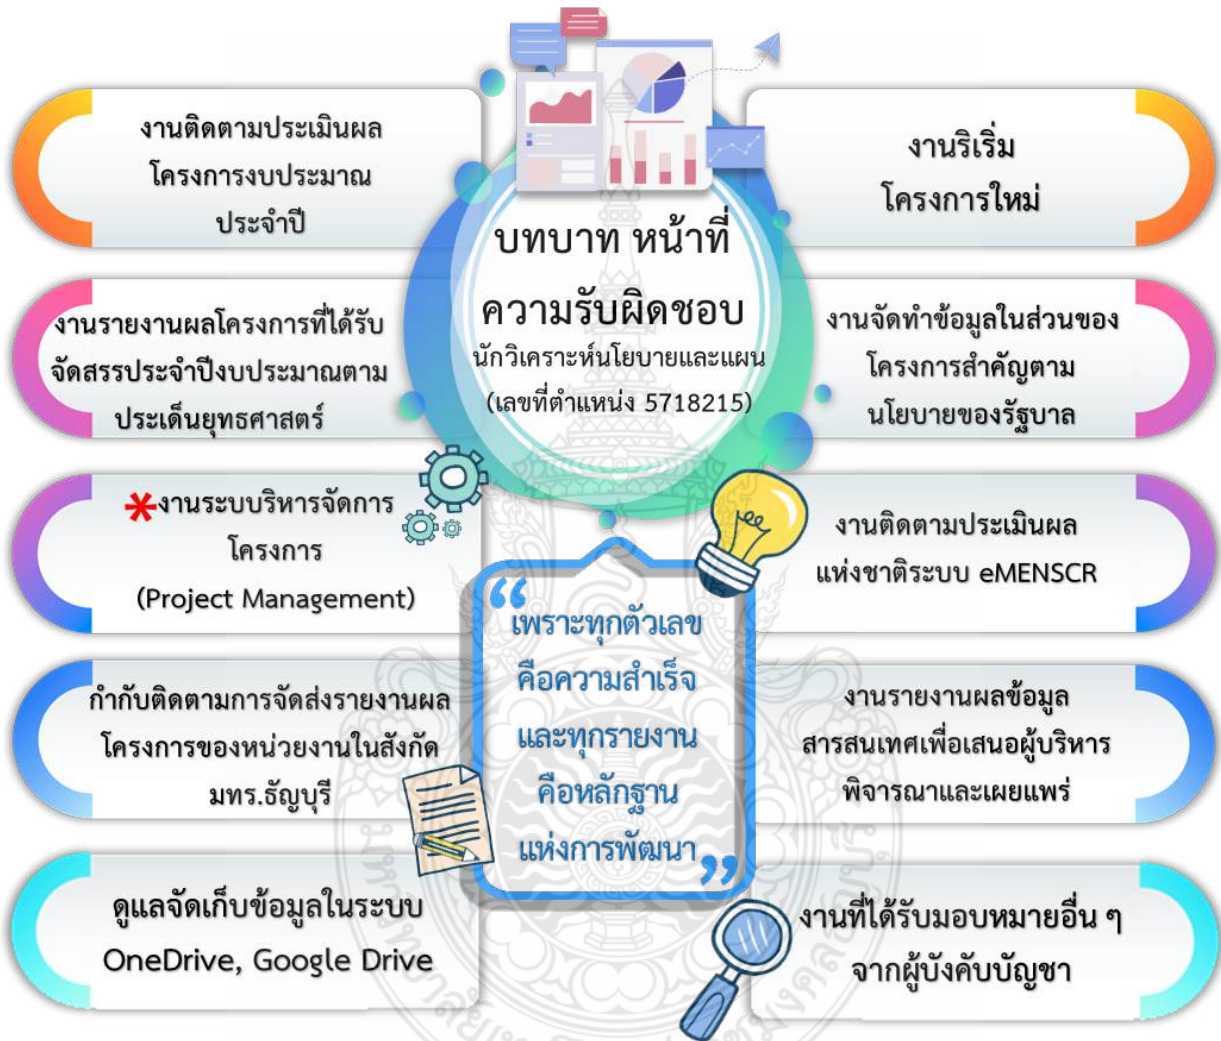 บทบาท หน้าที่
ความรับผิดชอบ
นักวิเคราะห์นโยบายและแผน
(เลขที่ตำแหน่ง 5718215)
งานติดตามประเมินผล
โครงการงบประมาณ
ประจำปี
งานรายงานผลโครงการที่ได้รับ
จัดสรรประจำปีงบประมาณตาม
ประเด็นยุทธศาสตร์
*งานระบบบริหารจัดการ
โครงการ
(Project Management)
กำกับติดตามการจัดส่งรายงานผล
โครงการของหน่วยงานในสังกัด
มทร.ธัญบุรี
ดูแลจัดเก็บข้อมูลในระบบ
OneDrive, Google Drive
งานริเริ่ม
โครงการใหม่
งานจัดทำข้อมูลในส่วนของ
โครงการสำคัญตาม
นโยบายของรัฐบาล
งานติดตามประเมินผล
แห่งชาติระบบ eMENSCR
งานรายงานผลข้อมูล
สารสนเทศเพื่อเสนอผู้บริหาร
พิจารณาและเผยแพร่
งานที่ได้รับมอบหมายอื่น ๆ
จากผู้บังคับบัญชา
“เพราะทุกตัวเลข
คือความสำเร็จ
และทุกรายงาน
คือหลักฐาน
แห่งการพัฒนา”